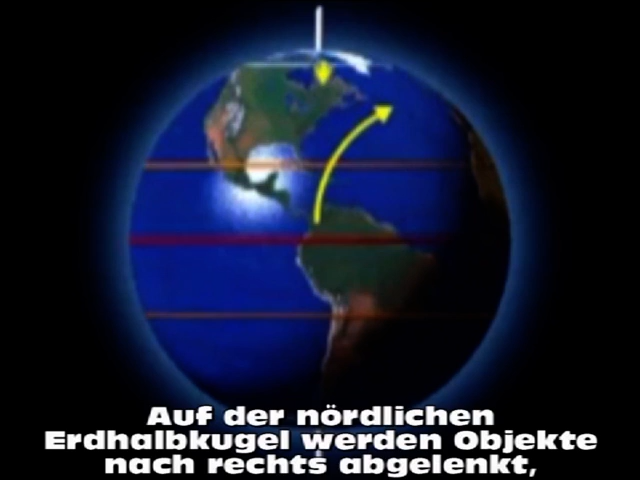 Auf der nördlichen
Erdhalbkugel werden Objekte
nach rechts abgelenkt,